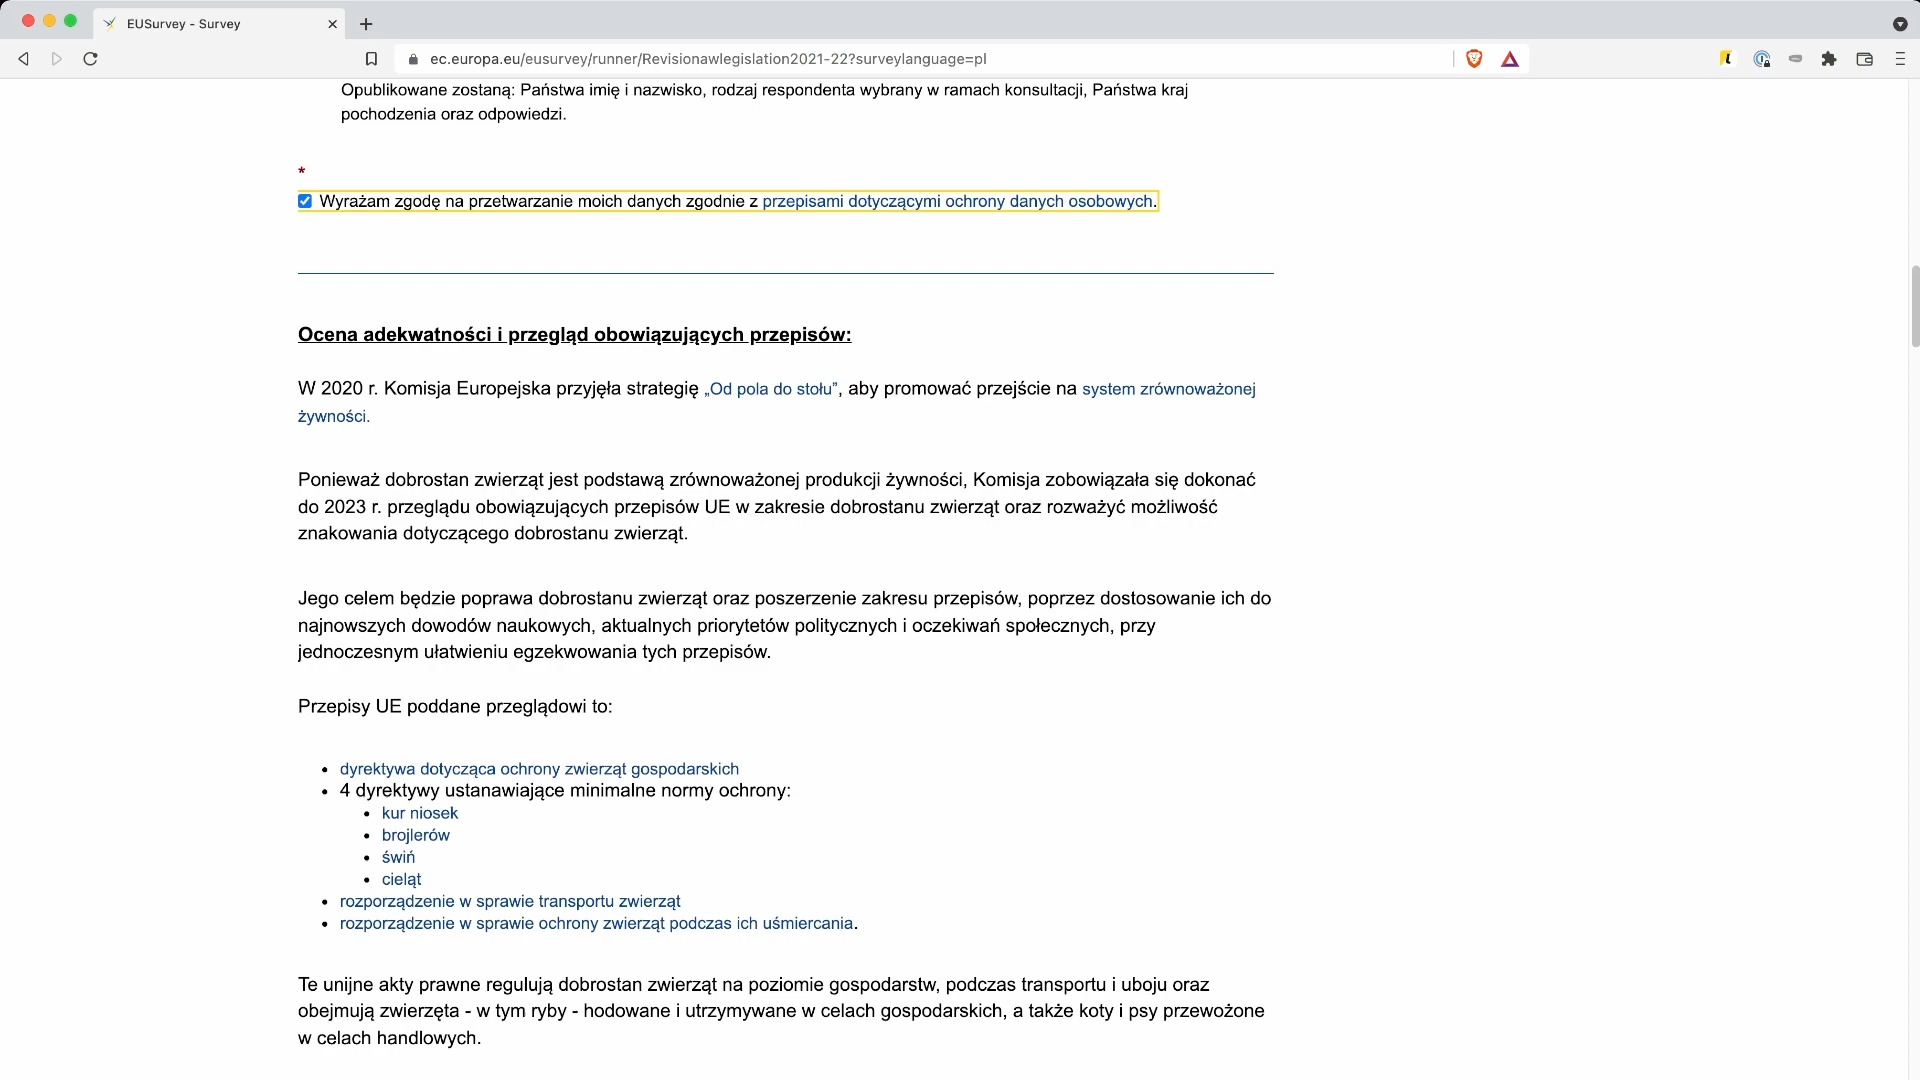 EUSurvey - Survey
ec.europa.eu/eusurvey/runner/Revisionawlegislation2021-22?surveylanguage=pl
Opublikowane zostaną: Państwa imię i nazwisko, rodzaj respondenta wybrany w ramach konsultacji, Państwa kraj
pochodzenia oraz odpowiedzi.
*
Wyrażam zgodę na przetwarzanie moich danych zgodnie z przepisami dotyczącymi ochrony danych osobowych.
Ocena adekwatności i przegląd obowiązujących przepisów:
W 2020 r. Komisja Europejska przyjęła strategię „Od pola do stołu”, aby promować przejście na system zrównoważonej
żywności.
Ponieważ dobrostan zwierząt jest podstawą zrównoważonej produkcji żywności, Komisja zobowiązała się dokonać
do 2023 r. przeglądu obowiązujących przepisów UE w zakresie dobrostanu zwierząt oraz rozważyć możliwość
znakowania dotyczącego dobrostanu zwierząt.
Jego celem będzie poprawa dobrostanu zwierząt oraz poszerzenie zakresu przepisów, poprzez dostosowanie ich do
najnowszych dowodów naukowych, aktualnych priorytetów politycznych i oczekiwań społecznych, przy
jednoczesnym ułatwieniu egzekwowania tych przepisów.
Przepisy UE poddane przeglądowi to:
• dyrektywa dotycząca ochrony zwierząt gospodarskich
• 4 dyrektywy ustanawiające minimalne normy ochrony:
• kur niosek
• brojlerów
• świń
• cieląt
• rozporządzenie w sprawie transportu zwierząt
• rozporządzenie w sprawie ochrony zwierząt podczas ich uśmiercania.
Te unijne akty prawne regulują dobrostan zwierząt na poziomie gospodarstw, podczas transportu i uboju oraz
obejmują zwierzęta - w tym ryby - hodowane i utrzymywane w celach gospodarskich, a także koty i psy przewożone
w celach handlowych.